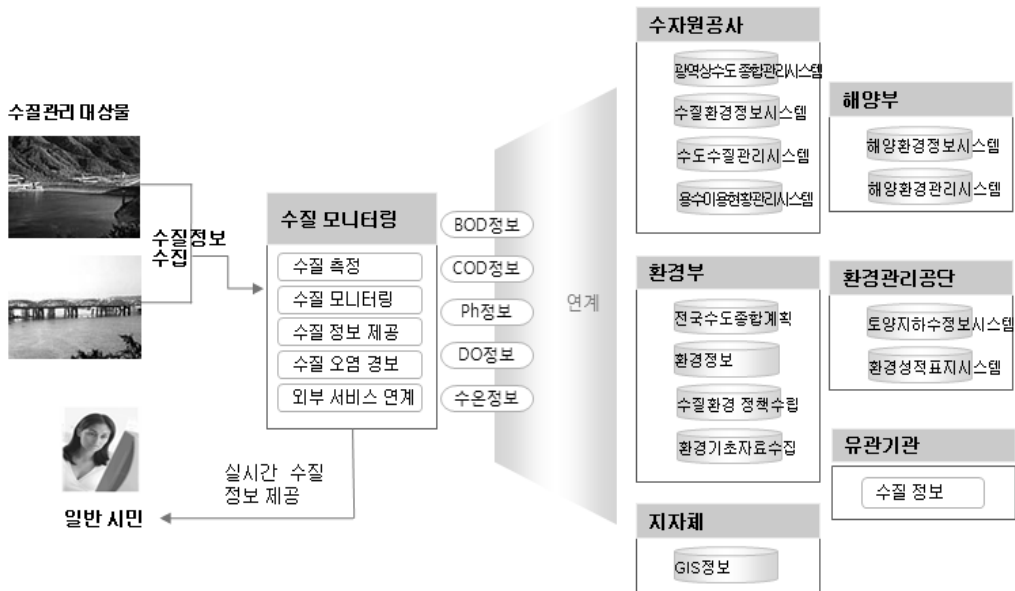 수질관리 대상물
수질정보
수집
일반 시민
실시간 수질
정보 제공
수질 모니터링
수질 측정
수질 모니터링
수질 정보 제공
수질 오염 경보
외부 서비스 연계
BOD정보
COD정보
Ph정보
DO정보
수온정보
연계
수자원공사
광역상수도 종합관리시스템
수질환경정보시스템
수도수질관리시스템
용수이용현황관리시스템
해양부
해양환경정보시스템
해양환경관리시스템
환경부
전국수도종합계획
환경정보
수질환경 정책수립
환경기초자료수집
환경관리공단
토양지하수정보시스템
환경성적표지시스템
유관기관
수질 정보
지자체
GIS정보